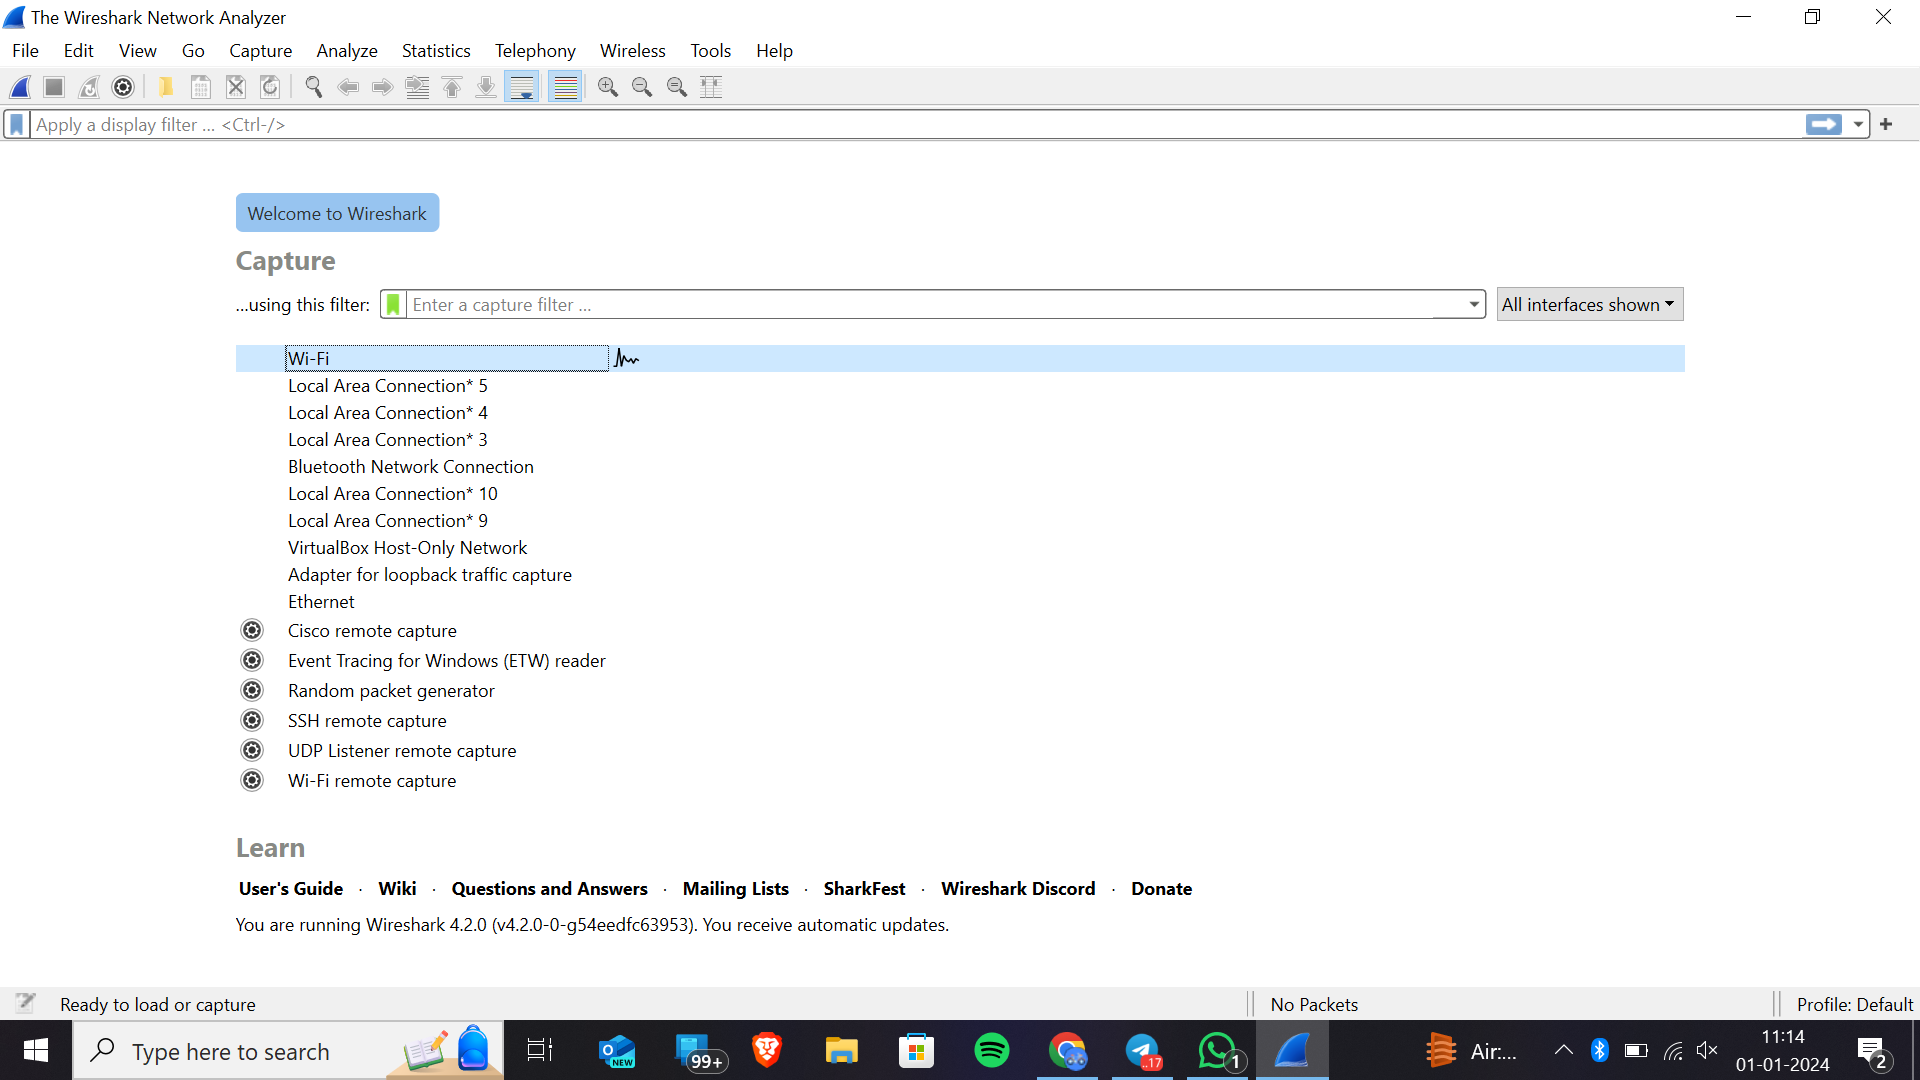 The Wireshark Network Analyzer
File Edit View Go Capture Analyze Statistics Telephony Wireless Tools Help
Apply a display filter ... <Ctrl-/>
Welcome to Wireshark
Capture
...using this filter: Enter a capture filter ... All interfaces shown
Wi-Fi
Local Area Connection* 5
Local Area Connection* 4
Local Area Connection* 3
Bluetooth Network Connection
Local Area Connection* 10
Local Area Connection* 9
VirtualBox Host-Only Network
Adapter for loopback traffic capture
Ethernet
Cisco remote capture
Event Tracing for Windows (ETW) reader
Random packet generator
SSH remote capture
UDP Listener remote capture
Wi-Fi remote capture
Learn
User's Guide · Wiki · Questions and Answers · Mailing Lists · SharkFest · Wireshark Discord · Donate
You are running Wireshark 4.2.0 (v4.2.0-0-g54eedfc63953). You receive automatic updates.
Ready to load or capture No Packets Profile: Default
Type here to search NEW 99+ ..17 1 Air:... 11:14
01-01-2024 2